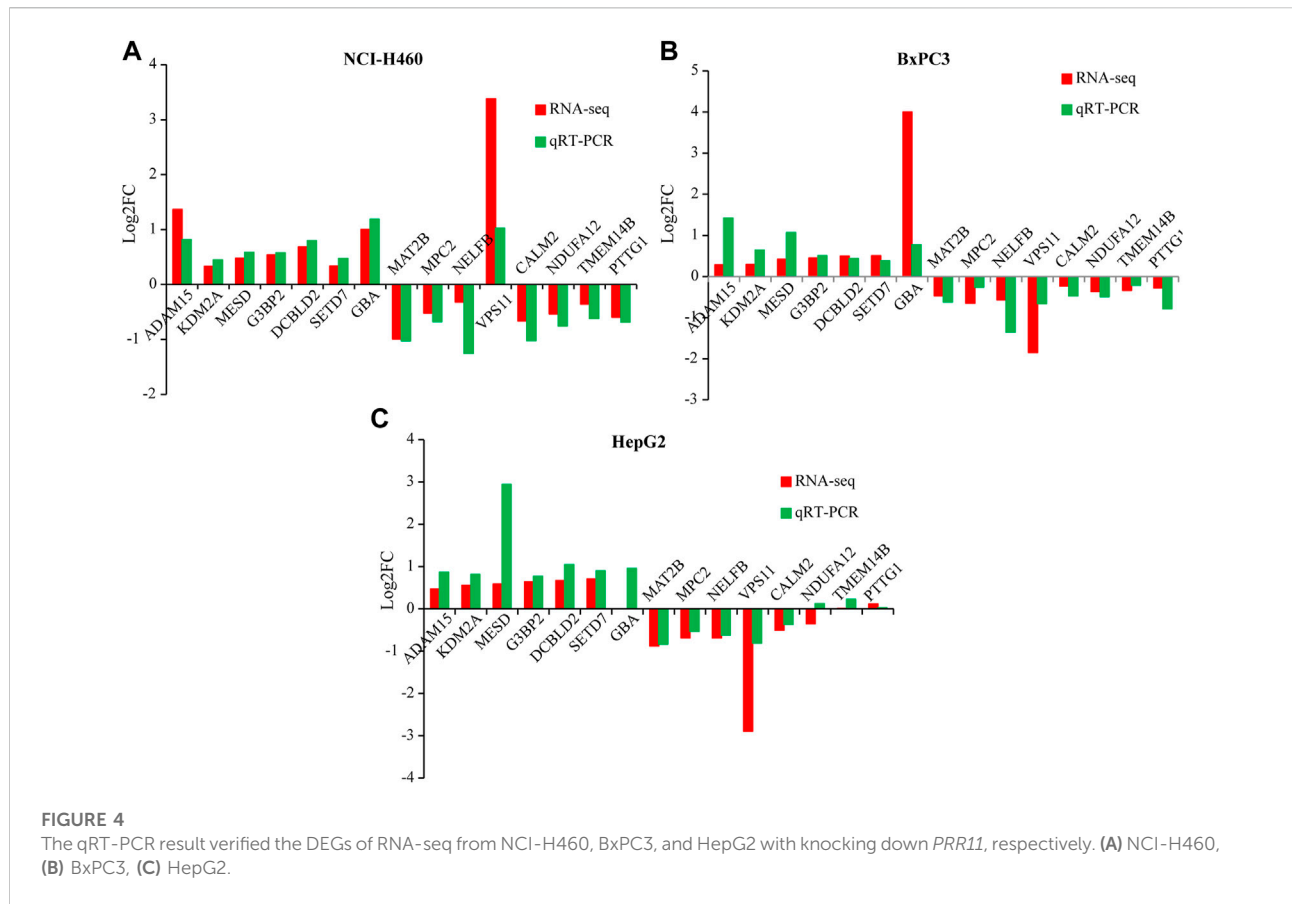 A
NCI-H460
4
3
2
1
0
-1
-2
Log2FC
RNA-seq
qRT-PCR
ADAM15
KDM2A
MESD
G3BP2
DCBLD2
SETD7
GBA
MAT2B
MPC2
NELFB
VPS11
CALM2
NDUFA12
TMEM14B
PTTG1
B
BxPC3
5
4
3
2
1
0
-1
-2
-3
Log2FC
RNA-seq
qRT-PCR
ADAM15
KDM2A
MESD
G3BP2
DCBLD2
SETD7
GBA
MAT2B
MPC2
NELFB
VPS11
CALM2
NDUFA12
TMEM14B
PTTG1
C
HepG2
4
3
2
1
0
-1
-2
-3
-4
Log2FC
RNA-seq
qRT-PCR
ADAM15
KDM2A
MESD
G3BP2
DCBLD2
SETD7
GBA
MAT2B
MPC2
NELFB
VPS11
CALM2
NDUFA12
TMEM14B
PTTG1
FIGURE 4
The qRT-PCR result verified the DEGs of RNA-seq from NCI-H460, BxPC3, and HepG2 with knocking down PRR11, respectively. (A) NCI-H460,
(B) BxPC3, (C) HepG2.